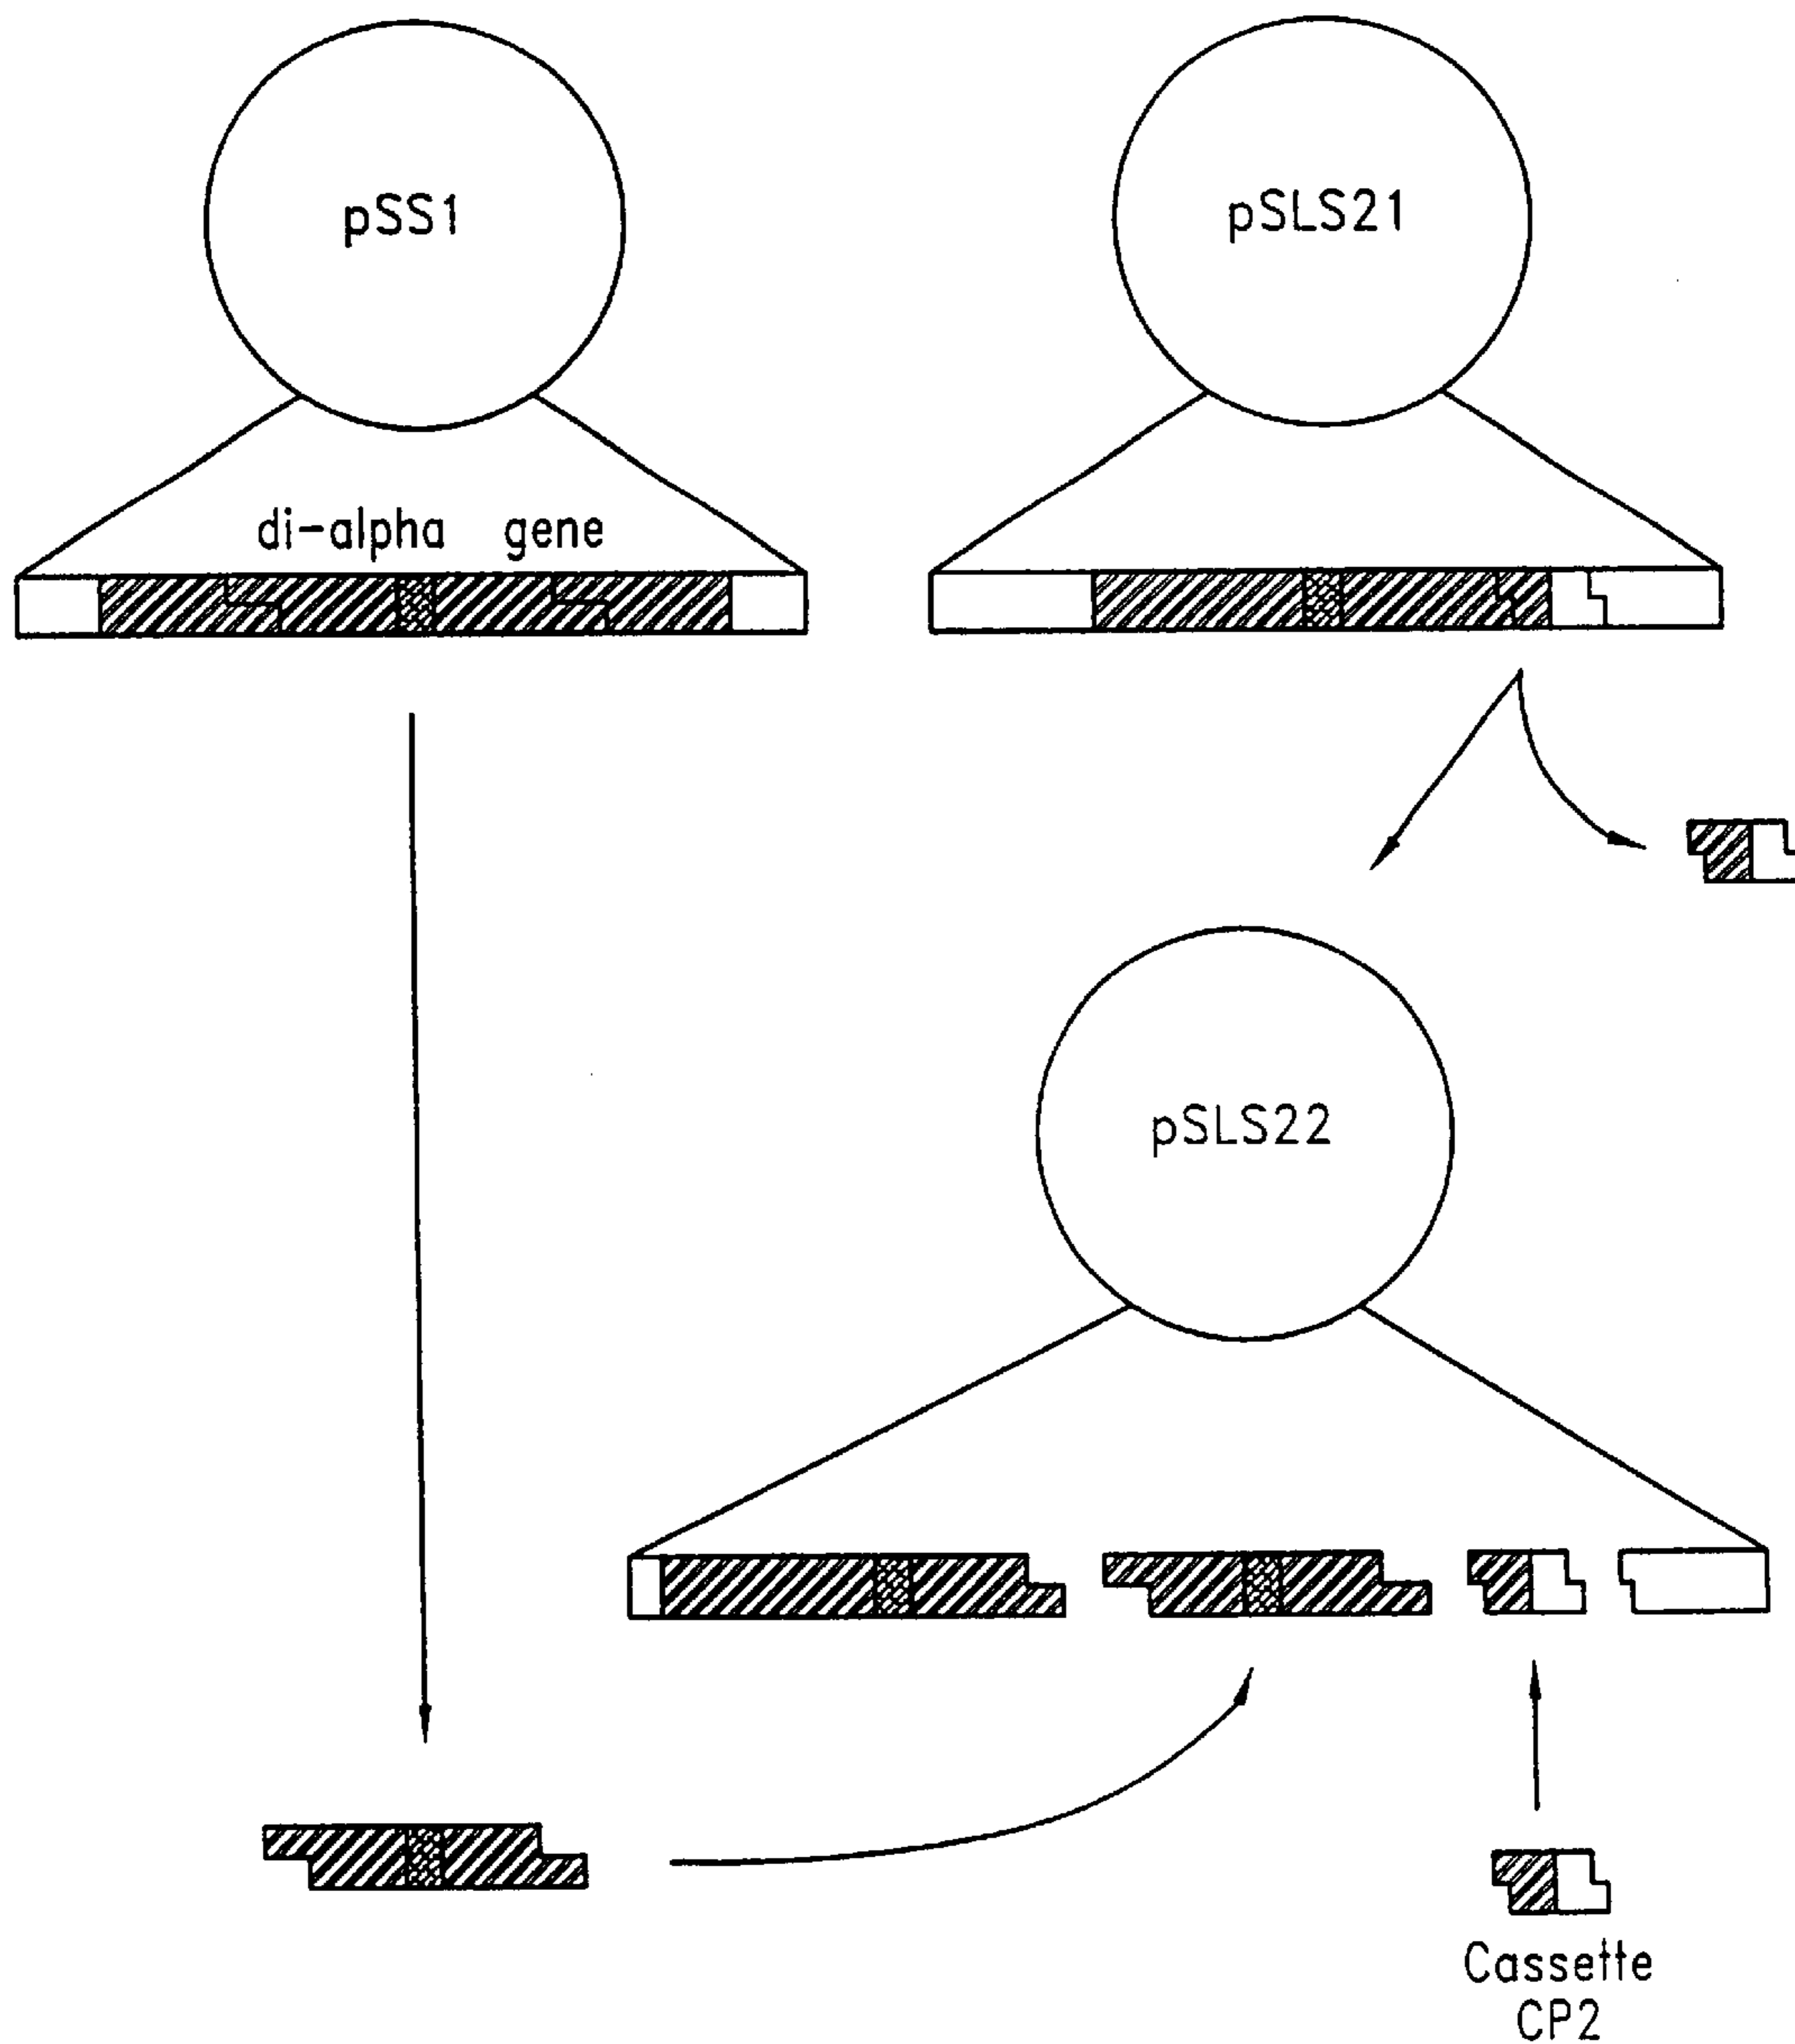 pSS1
pSLS21
di-alpha gene
pSLS22
Cassette
CP2